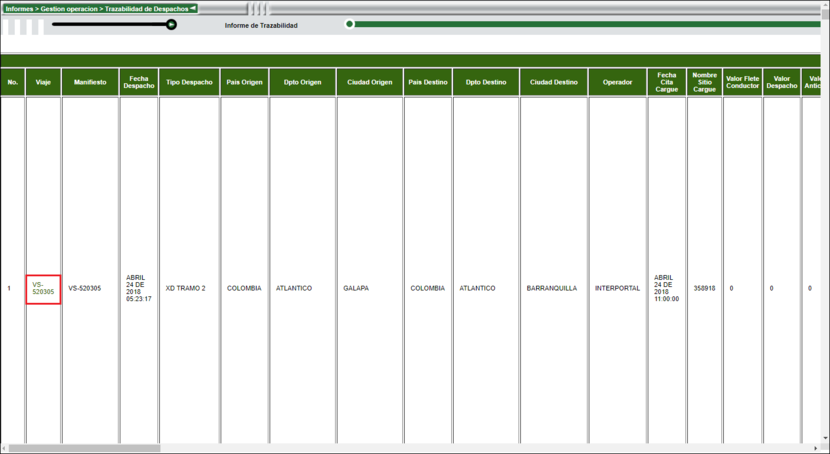 Informes > Gestion operacion > Trazabilidad de Despachos
Informe de Trazabilidad
No.
Viaje
Manifiesto
Fecha
Despacho
Tipo Despacho
Pais Origen
Dpto Origen
Ciudad Origen
Pais Destino
Dpto Destino
Ciudad Destino
Operador
Fecha
Cita
Cargue
Nombre
Sitio
Cargue
Valor Flete
Conductor
Valor
Despacho
1
VS-
520305
VS-520305
ABRIL
24 DE
2018
05:23:17
XD TRAMO 2
COLOMBIA
ATLANTICO
GALAPA
COLOMBIA
ATLANTICO
BARRANQUILLA
INTERPORTAL
ABRIL
24 DE
2018
11:00:00
358918
0
0
0